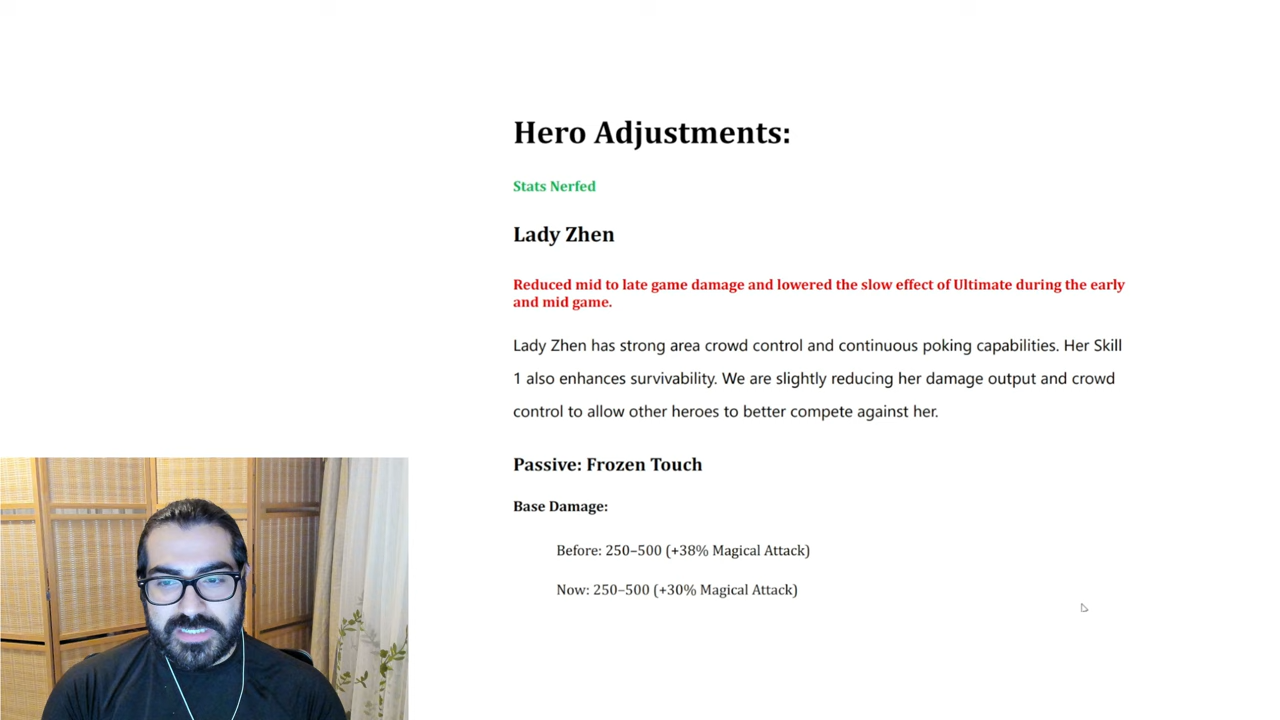 Hero Adjustments:
Stats Nerfed
Lady Zhen
Reduced mid to late game damage and lowered the slow effect of Ultimate during the early
and mid game.
Lady Zhen has strong area crowd control and continuous poking capabilities. Her Skill
1 also enhances survivability. We are slightly reducing her damage output and crowd
control to allow other heroes to better compete against her.
Passive: Frozen Touch
Base Damage:
Before: 250–500 (+38% Magical Attack)
Now: 250–500 (+30% Magical Attack)